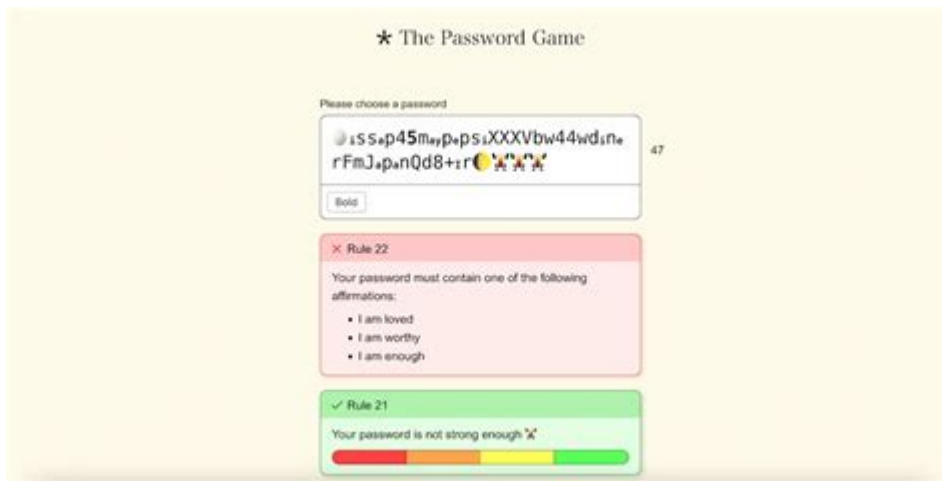 * The Password Game
Please choose a password
47
Bold
× Rule 22
Your password must contain one of the following
affirmations:
• I am loved
• I am worthy
• I am enough
✓ Rule 21
Your password is not strong enough 🏋️